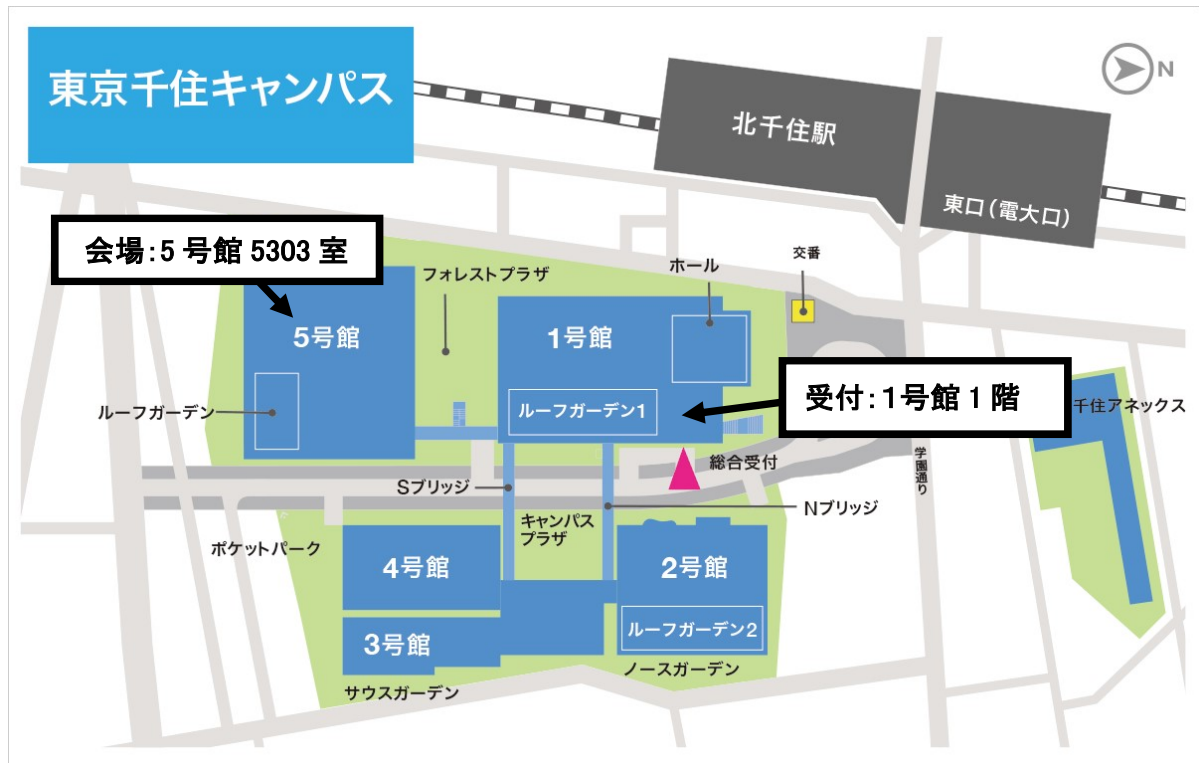 東京千住キャンパス
N
北千住駅
東口(電大口)
会場:5 号館 5303 室
フォレストプラザ
ホール
交番
5号館
1号館
ルーフガーデン
ルーフガーデン1
受付:1号館 1 階
千住アネックス
総合受付
学園通り
Sブリッジ
Nブリッジ
キャンパス
プラザ
ポケットパーク
4号館
2号館
3号館
ルーフガーデン2
ノースガーデン
サウスガーデン